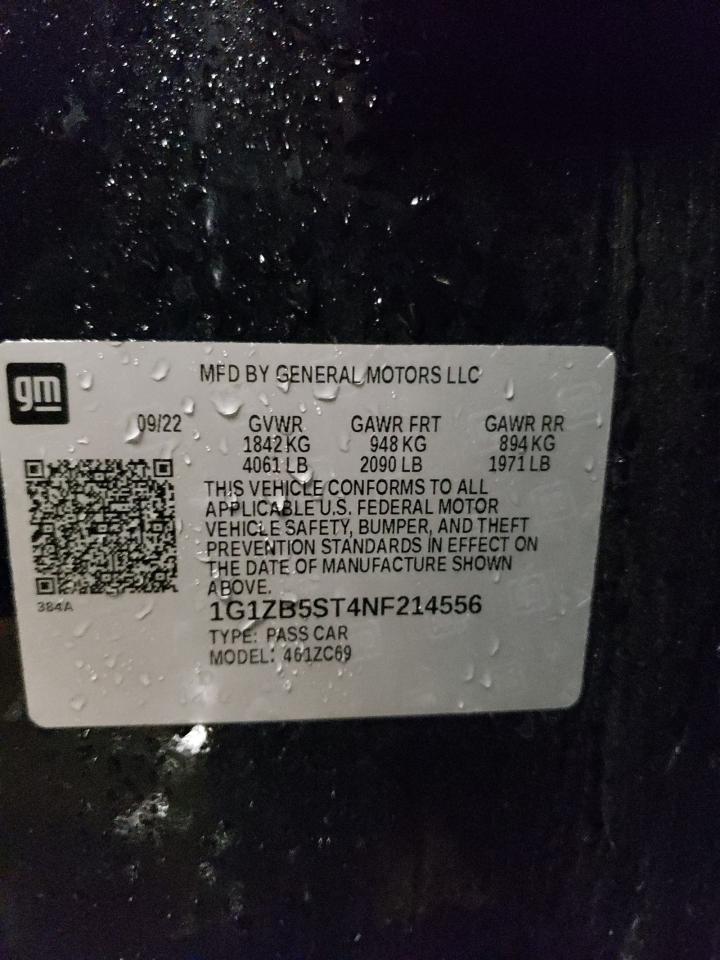 gm
MFD BY GENERAL MOTORS LLC
09/22 GVWR GAWR FRT GAWR RR
1842 KG 948 KG 894 KG
4061 LB 2090 LB 1971 LB
THIS VEHICLE CONFORMS TO ALL
APPLICABLE U.S. FEDERAL MOTOR
VEHICLE SAFETY, BUMPER, AND THEFT
PREVENTION STANDARDS IN EFFECT ON
THE DATE OF MANUFACTURE SHOWN
ABOVE.
384A
1G1ZB5ST4NF214556
TYPE: PASS CAR
MODEL: 461ZC69